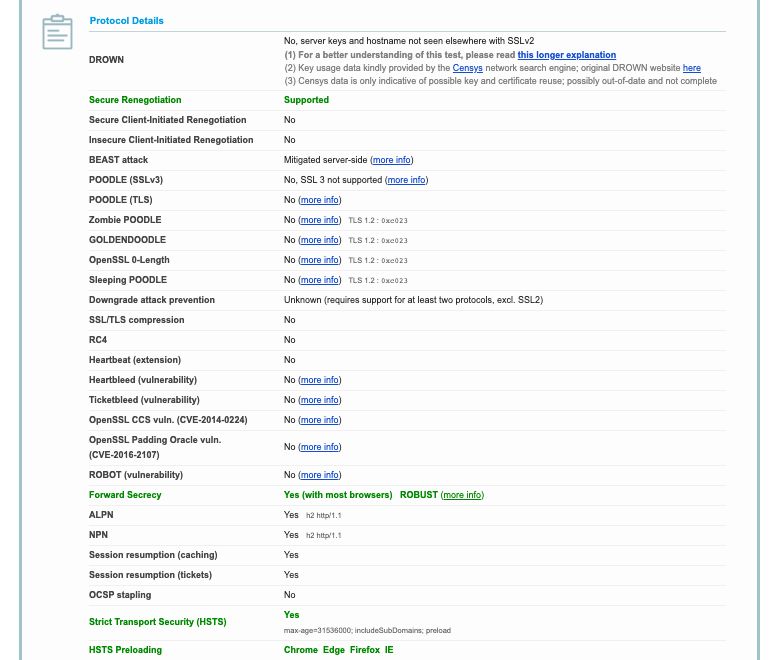 Protocol Details
DROWN
No, server keys and hostname not seen elsewhere with SSLv2
(1) For a better understanding of this test, please read this longer explanation
(2) Key usage data kindly provided by the Censys network search engine; original DROWN website here
(3) Censys data is only indicative of possible key and certificate reuse; possibly out-of-date and not complete
Secure Renegotiation Supported
Secure Client-Initiated Renegotiation No
Insecure Client-Initiated Renegotiation No
BEAST attack Mitigated server-side (more info)
POODLE (SSLv3) No, SSL 3 not supported (more info)
POODLE (TLS) No (more info)
Zombie POODLE No (more info) TLS 1.2 : 0xc023
GOLDENDOODLE No (more info) TLS 1.2 : 0xc023
OpenSSL 0-Length No (more info) TLS 1.2 : 0xc023
Sleeping POODLE No (more info) TLS 1.2 : 0xc023
Downgrade attack prevention Unknown (requires support for at least two protocols, excl. SSL2)
SSL/TLS compression No
RC4 No
Heartbeat (extension) No
Heartbleed (vulnerability) No (more info)
Ticketbleed (vulnerability) No (more info)
OpenSSL CCS vuln. (CVE-2014-0224) No (more info)
OpenSSL Padding Oracle vuln.
(CVE-2016-2107) No (more info)
ROBOT (vulnerability) No (more info)
Forward Secrecy Yes (with most browsers) ROBUST (more info)
ALPN Yes h2 http/1.1
NPN Yes h2 http/1.1
Session resumption (caching) Yes
Session resumption (tickets) Yes
OCSP stapling No
Strict Transport Security (HSTS) Yes
max-age=31536000; includeSubDomains; preload
HSTS Preloading Chrome Edge Firefox IE